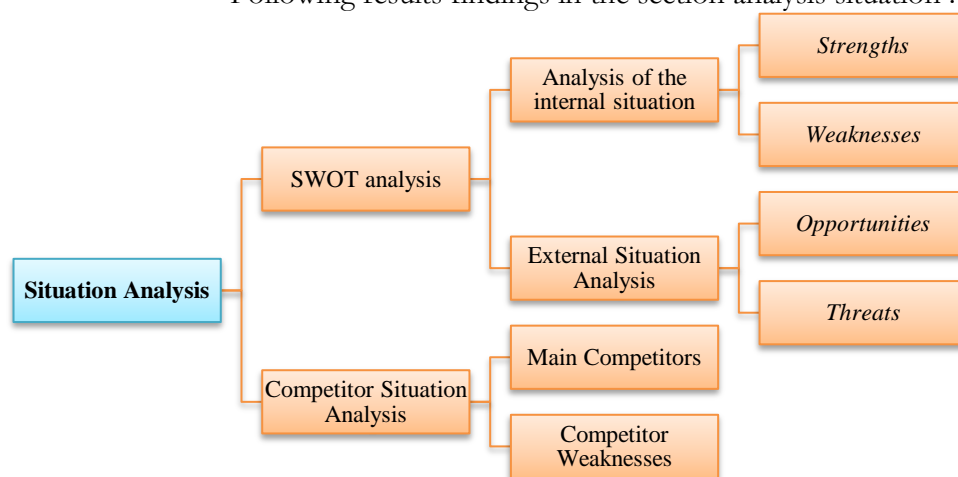 Following results findings in the section analysis situation :
Strengths
Analysis of the
internal situation
Weaknesses
SWOT analysis
Opportunities
External Situation
Analysis
Threats
Situation Analysis
Main Competitors
Competitor Situation
Analysis
Competitor
Weaknesses